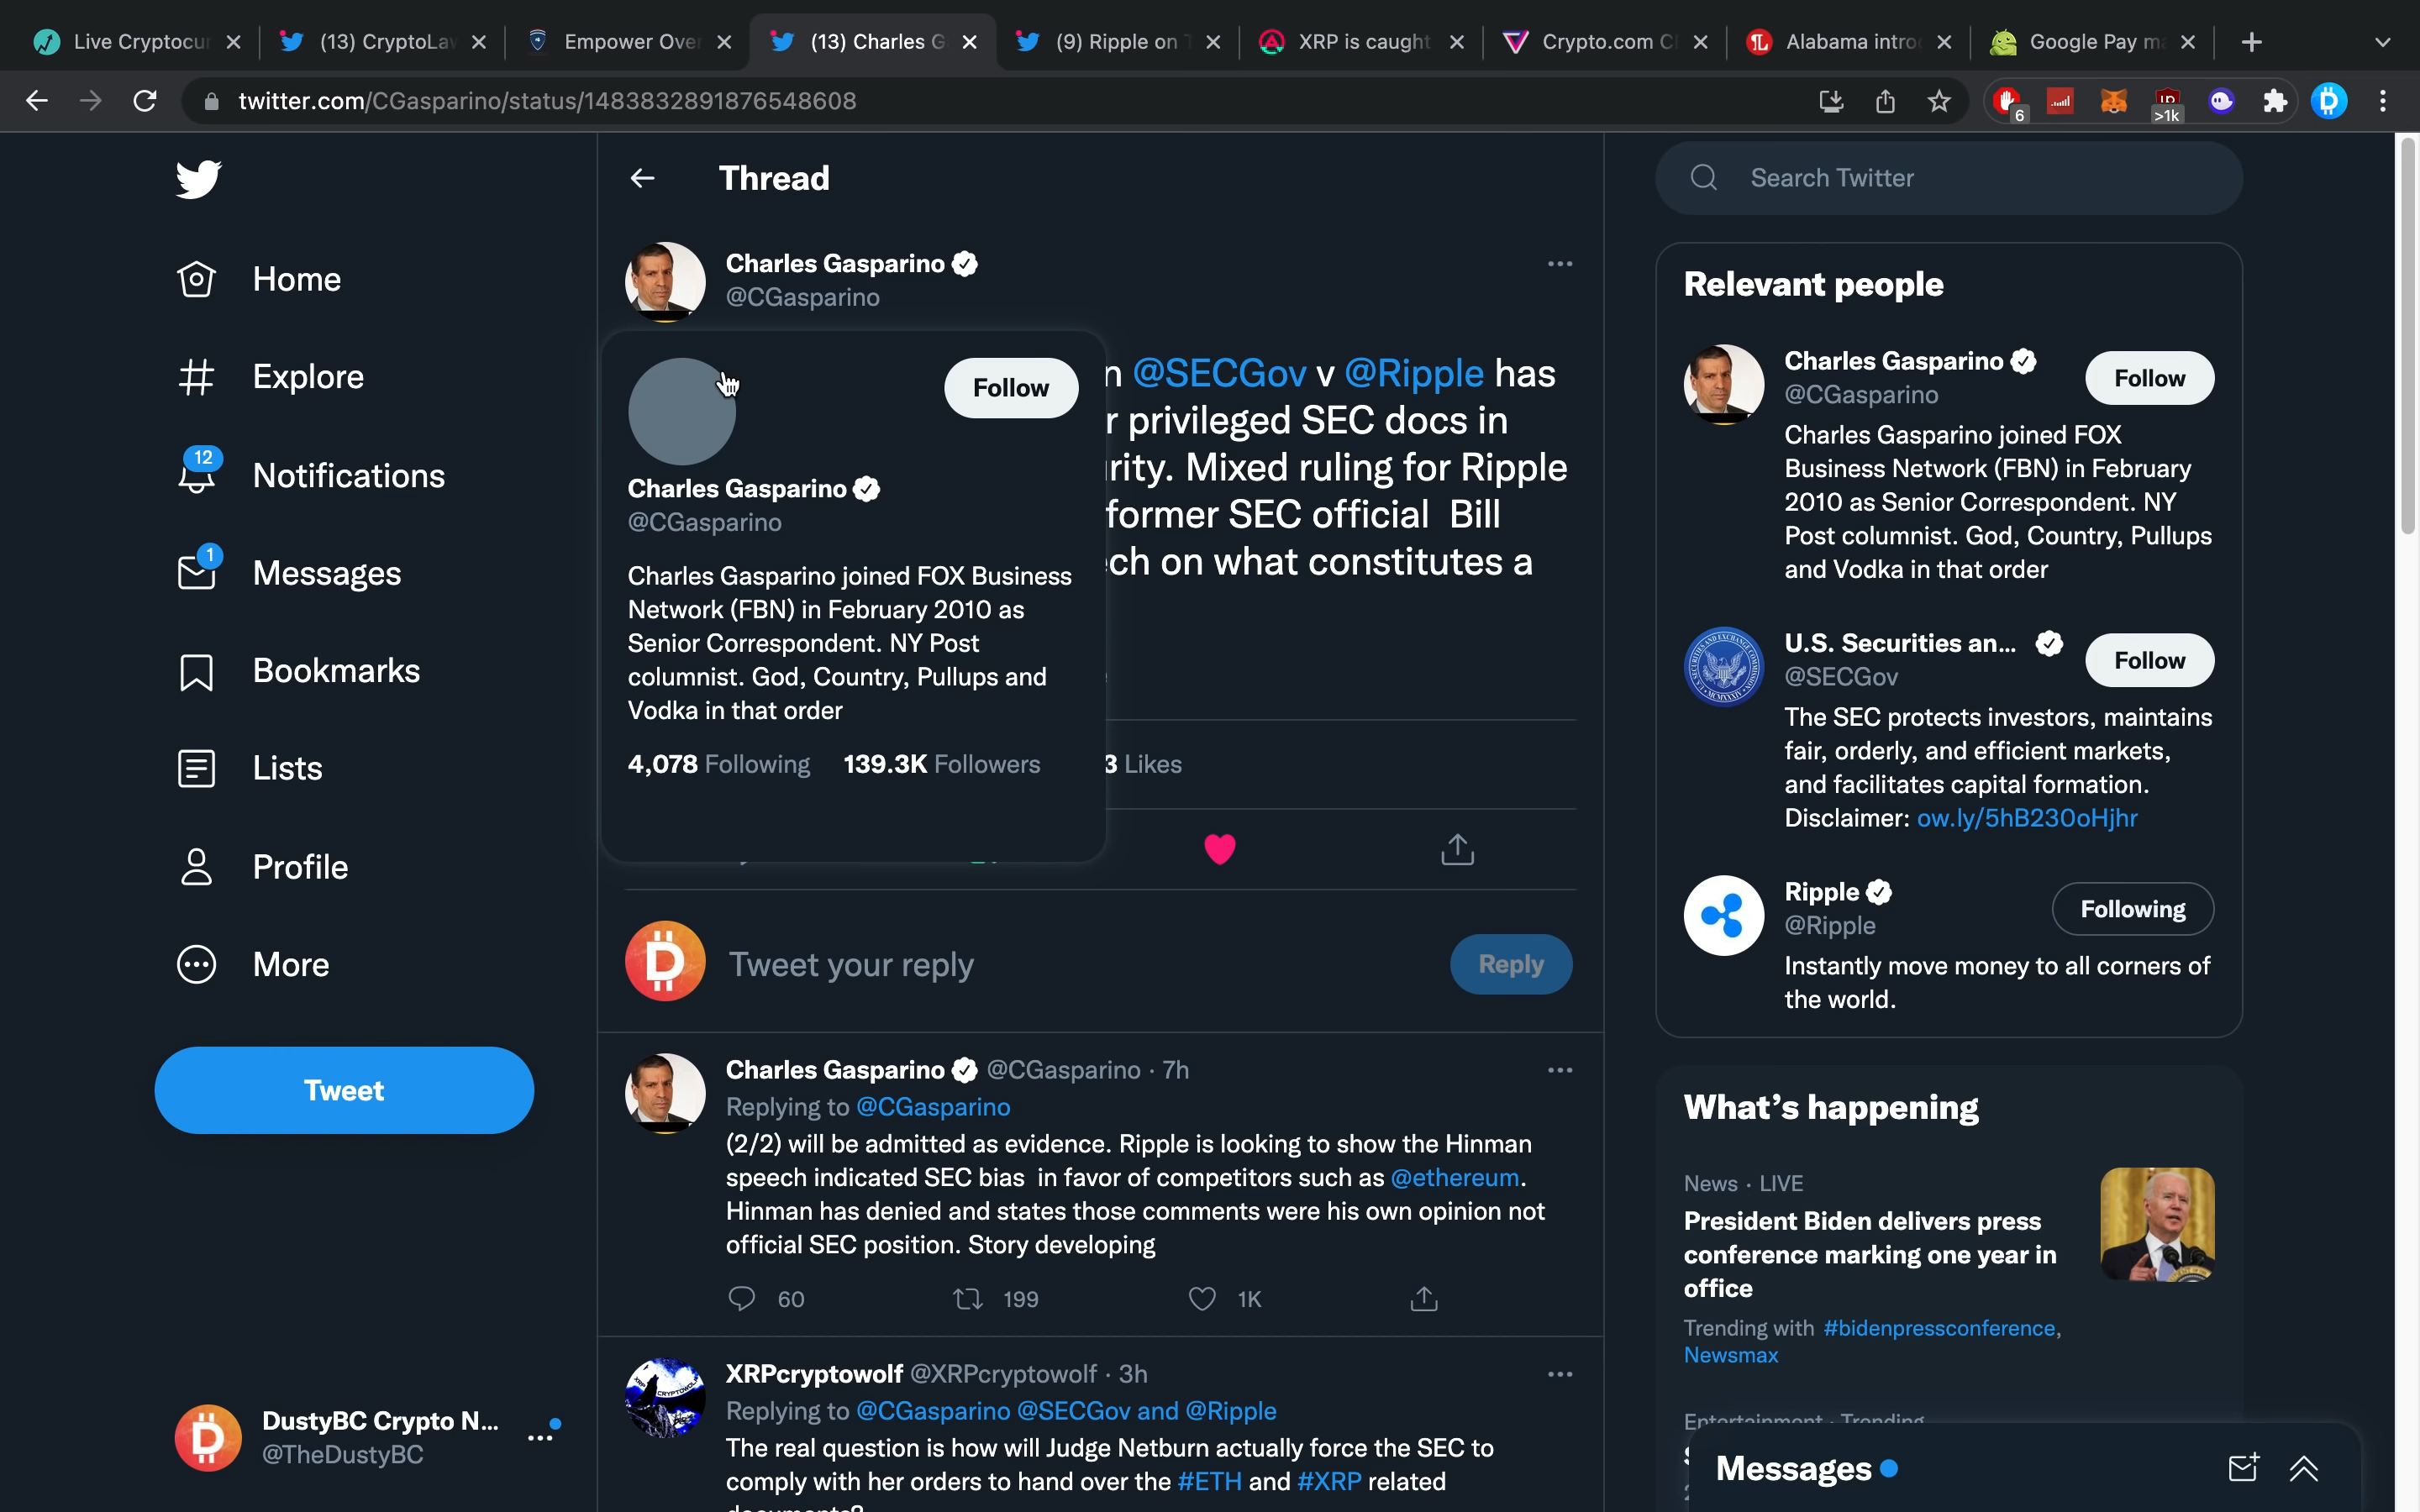 Live Cryptocur
(13) CryptoLaw
Empower Over
(13) Charles G
(9) Ripple on T
XRP is caught
Crypto.com C
Alabama intro
Google Pay m
twitter.com/CGasparino/status/1483832891876548608
6
>1k
Home
Explore
12
Notifications
1
Messages
Bookmarks
Lists
Profile
More
Tweet
DustyBC Crypto N...
@TheDustyBC
Thread
Charles Gasparino
@CGasparino
n @SECGov v @Ripple has
r privileged SEC docs in
rity. Mixed ruling for Ripple
former SEC official Bill
ch on what constitutes a
Follow
Charles Gasparino
@CGasparino
Charles Gasparino joined FOX Business
Network (FBN) in February 2010 as
Senior Correspondent. NY Post
columnist. God, Country, Pullups and
Vodka in that order
4,078 Following 139.3K Followers
3 Likes
Tweet your reply
Reply
Charles Gasparino @CGasparino · 7h
Replying to @CGasparino
(2/2) will be admitted as evidence. Ripple is looking to show the Hinman
speech indicated SEC bias in favor of competitors such as @ethereum.
Hinman has denied and states those comments were his own opinion not
official SEC position. Story developing
60 199 1K
XRPcryptowolf @XRPcryptowolf · 3h
Replying to @CGasparino @SECGov and @Ripple
The real question is how will Judge Netburn actually force the SEC to
comply with her orders to hand over the #ETH and #XRP related
Search Twitter
Relevant people
Charles Gasparino
@CGasparino
Follow
Charles Gasparino joined FOX
Business Network (FBN) in February
2010 as Senior Correspondent. NY
Post columnist. God, Country, Pullups
and Vodka in that order
U.S. Securities an...
@SECGov
Follow
The SEC protects investors, maintains
fair, orderly, and efficient markets,
and facilitates capital formation.
Disclaimer: ow.ly/5hB230oHjhr
Ripple
@Ripple
Following
Instantly move money to all corners of
the world.
What's happening
News · LIVE
President Biden delivers press
conference marking one year in
office
Trending with #bidenpressconference,
Newsmax
Entertainment · Trending
Messages